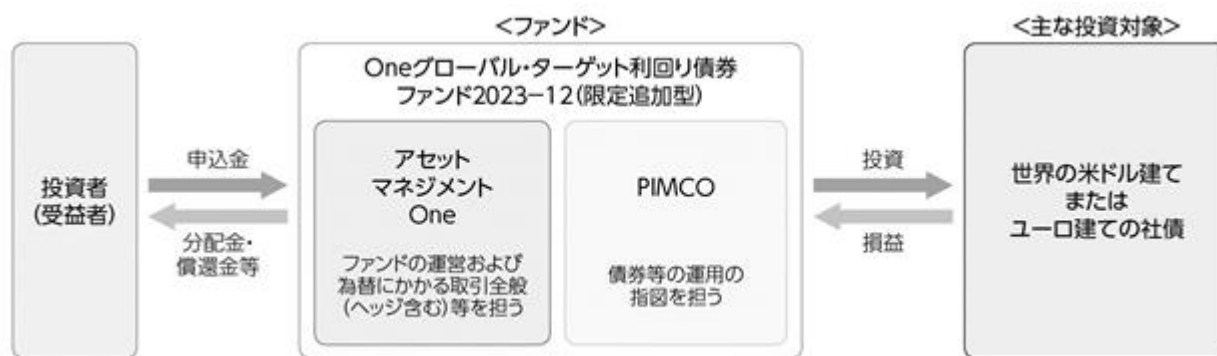 <ファンド>
<主な投資対象>
Oneグローバル・ターゲット利回り債券
ファンド2023−12(限定追加型)
投資者
(受益者)
申込金
分配金・
償還金等
アセット
マネジメント
One
ファンドの運営および
為替にかかる取引全般
(ヘッジ含む)等を担う
PIMCO
債券等の運用の
指図を担う
投資
損益
世界の米ドル建て
または
ユーロ建ての社債